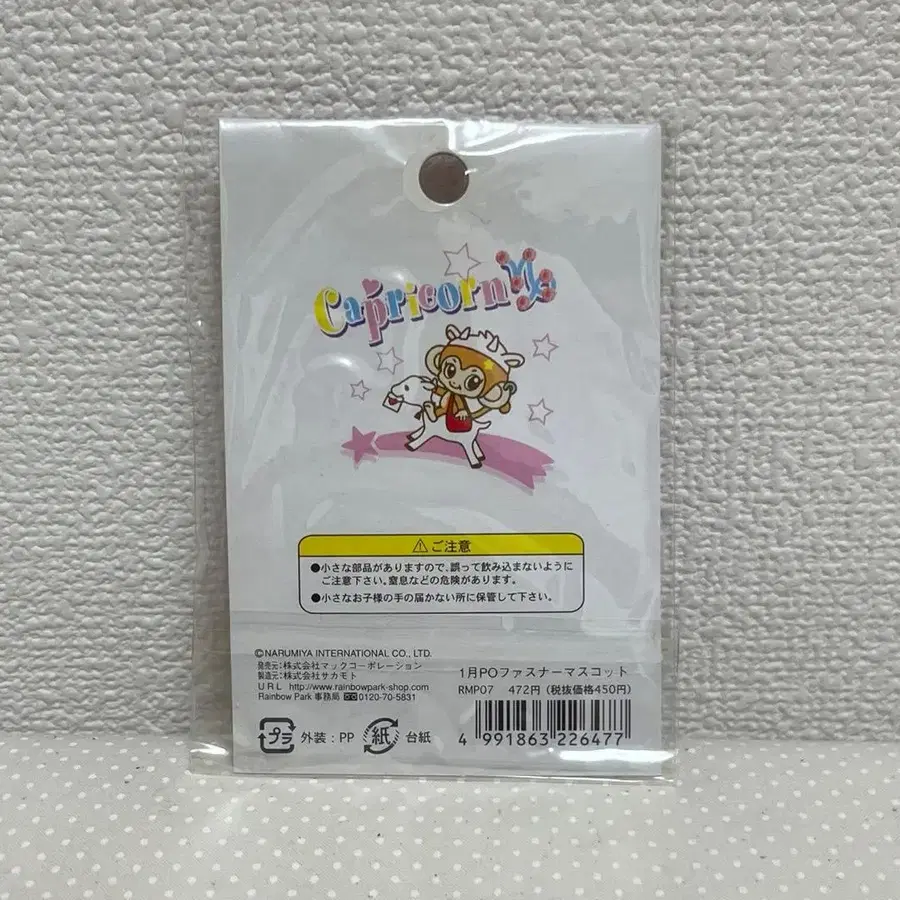 Capricorn♑
⚠ご注意
●小さな部品がありますので、誤って飲み込まないように
ご注意下さい。窒息などの危険があります。
●小さなお子様の手の届かない所に保管して下さい。
©NARUMIYA INTERNATIONAL CO., LTD.
発売元:株式会社マックコーポレーション
製造元:株式会社サカモト
URL http://www.rainbowpark-shop.com
Rainbow Park 事務局 0120-70-5831
1月POファスナーマスコット
RMP07 472円(税抜価格450円)
プラ 外装:PP 紙 台紙
4 991863 226477